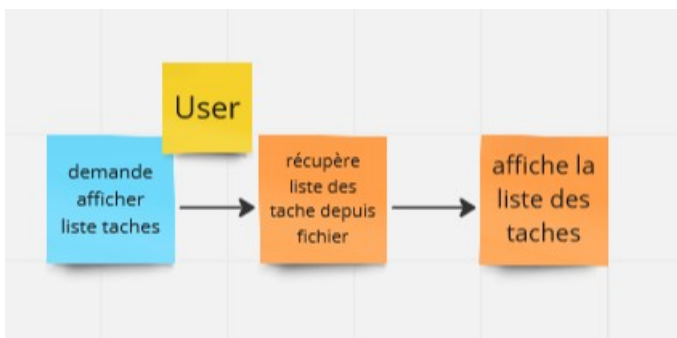 User
demande
afficher
liste taches
récupère
liste des
tache depuis
fichier
affiche la
liste des
taches